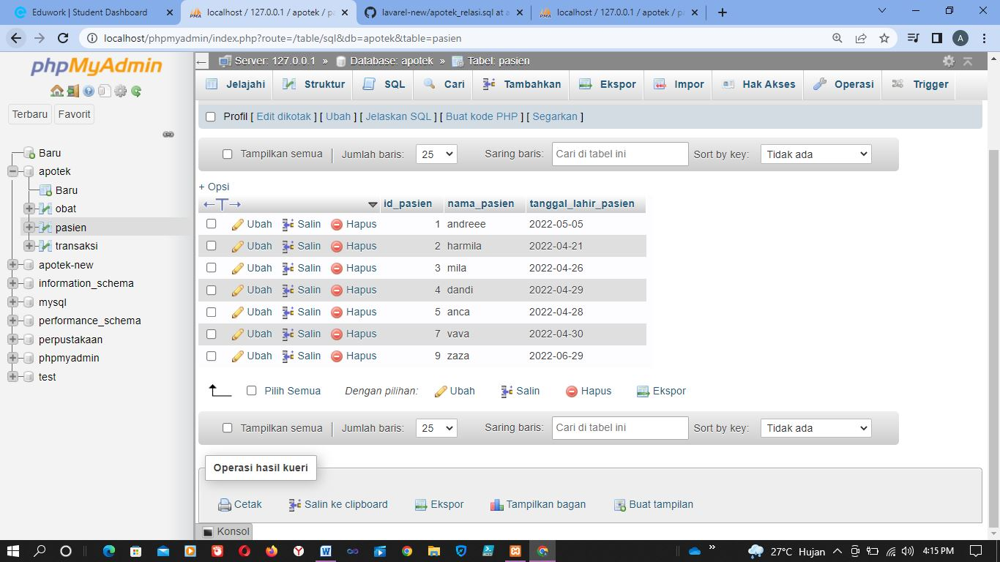 Eduwork | Student Dashboard
localhost / 127.0.0.1 / apotek / pa
lavarel-new/apotek_relasi.sql at a
localhost / 127.0.0.1 / apotek / pa
localhost/phpmyadmin/index.php?route=/table/sql&db=apotek&table=pasien
A
phpMyAdmin
Terbaru Favorit
Baru
apotek
Baru
obat
pasien
transaksi
apotek-new
information_schema
mysql
performance_schema
perpustakaan
phpmyadmin
test
Server: 127.0.0.1 » Database: apotek » Tabel: pasien
Jelajahi Struktur SQL Cari Tambahkan Ekspor Impor Hak Akses Operasi Trigger
Profil [ Edit dikotak ] [ Ubah ] [ Jelaskan SQL ] [ Buat kode PHP ] [ Segarkan ]
Tampilkan semua | Jumlah baris: 25 Saring baris: Cari di tabel ini Sort by key: Tidak ada
+ Opsi
←T→ id_pasien nama_pasien tanggal_lahir_pasien
Ubah Salin Hapus 1 andreee 2022-05-05
Ubah Salin Hapus 2 harmila 2022-04-21
Ubah Salin Hapus 3 mila 2022-04-26
Ubah Salin Hapus 4 dandi 2022-04-29
Ubah Salin Hapus 5 anca 2022-04-28
Ubah Salin Hapus 7 vava 2022-04-30
Ubah Salin Hapus 9 zaza 2022-06-29
Pilih Semua Dengan pilihan: Ubah Salin Hapus Ekspor
Tampilkan semua | Jumlah baris: 25 Saring baris: Cari di tabel ini Sort by key: Tidak ada
Operasi hasil kueri
Cetak Salin ke clipboard Ekspor Tampilkan bagan Buat tampilan
Konsol
27°C Hujan 4:15 PM